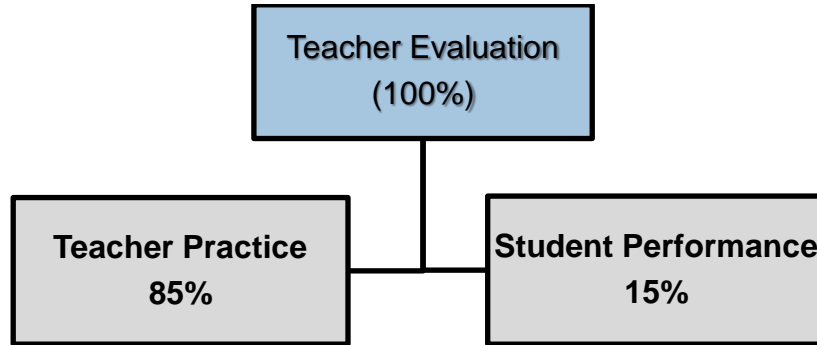 Teacher Evaluation
(100%)
Teacher Practice
85%
Student Performance
15%